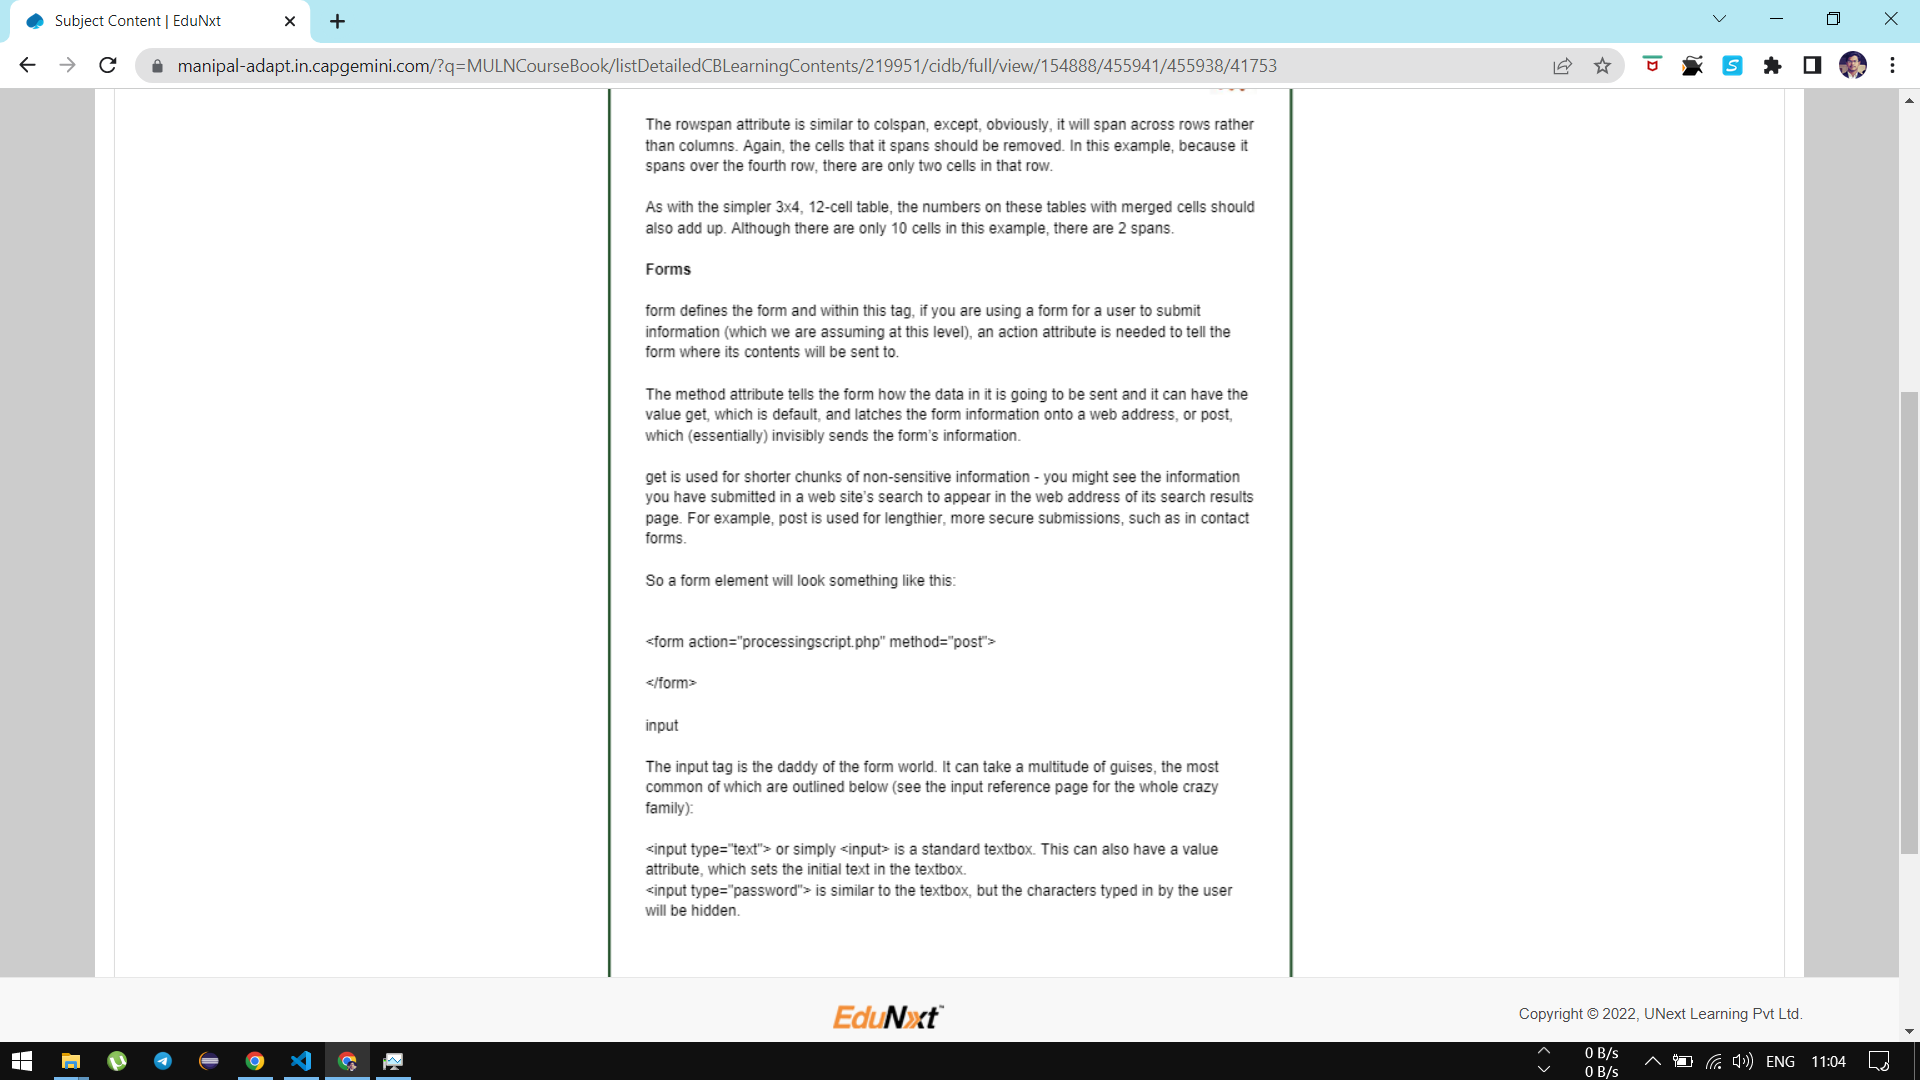 Subject Content | EduNxt
manipal-adapt.in.capgemini.com/?q=MULNCourseBook/listDetailedCBLearningContents/219951/cidb/full/view/154888/455941/455938/41753
The rowspan attribute is similar to colspan, except, obviously, it will span across rows rather
than columns. Again, the cells that it spans should be removed. In this example, because it
spans over the fourth row, there are only two cells in that row.
As with the simpler 3x4, 12-cell table, the numbers on these tables with merged cells should
also add up. Although there are only 10 cells in this example, there are 2 spans.
Forms
form defines the form and within this tag, if you are using a form for a user to submit
information (which we are assuming at this level), an action attribute is needed to tell the
form where its contents will be sent to.
The method attribute tells the form how the data in it is going to be sent and it can have the
value get, which is default, and latches the form information onto a web address, or post,
which (essentially) invisibly sends the form's information.
get is used for shorter chunks of non-sensitive information - you might see the information
you have submitted in a web site's search to appear in the web address of its search results
page. For example, post is used for lengthier, more secure submissions, such as in contact
forms.
So a form element will look something like this:
<form action="processingscript.php" method="post">
</form>
input
The input tag is the daddy of the form world. It can take a multitude of guises, the most
common of which are outlined below (see the input reference page for the whole crazy
family):
<input type="text"> or simply <input> is a standard textbox. This can also have a value
attribute, which sets the initial text in the textbox.
<input type="password"> is similar to the textbox, but the characters typed in by the user
will be hidden.
EduNxt™
Copyright © 2022, UNext Learning Pvt Ltd.
0 B/s
0 B/s
ENG
11:04